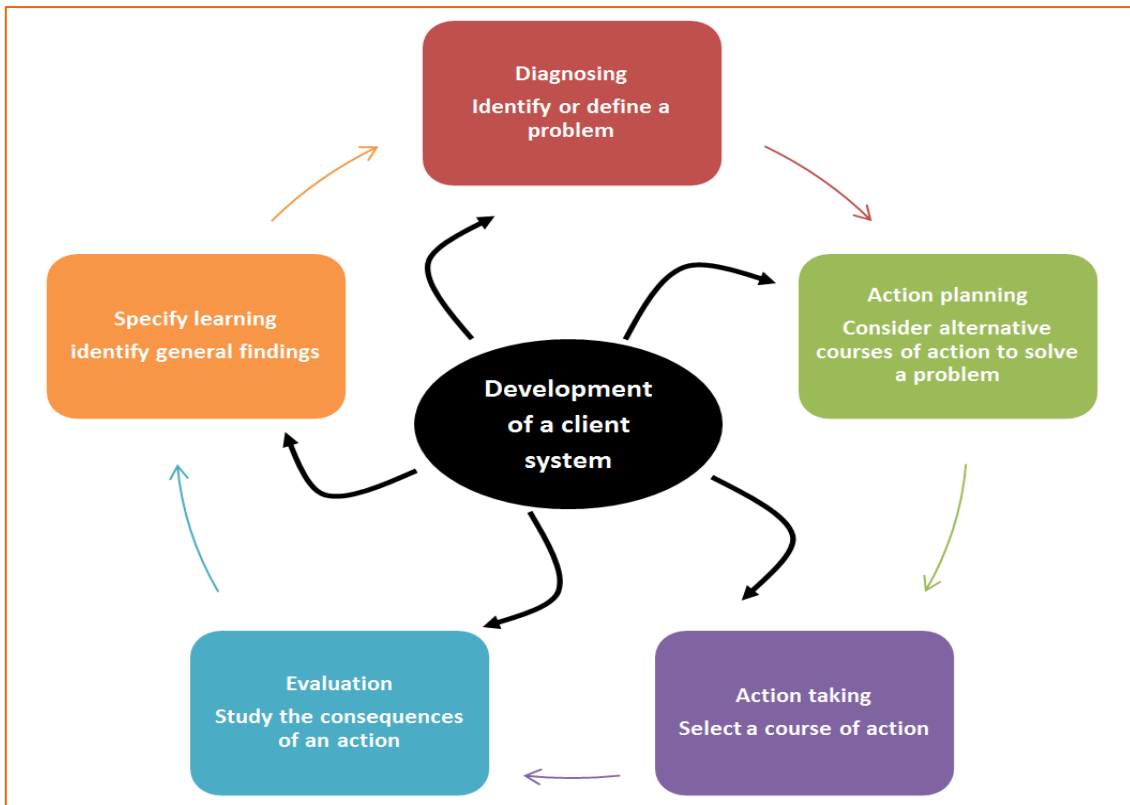 Diagnosing
Identify or define a
problem
Action planning
Consider alternative
courses of action to solve
a problem
Action taking
Select a course of action
Evaluation
Study the consequences
of an action
Specify learning
identify general findings
Development
of a client
system